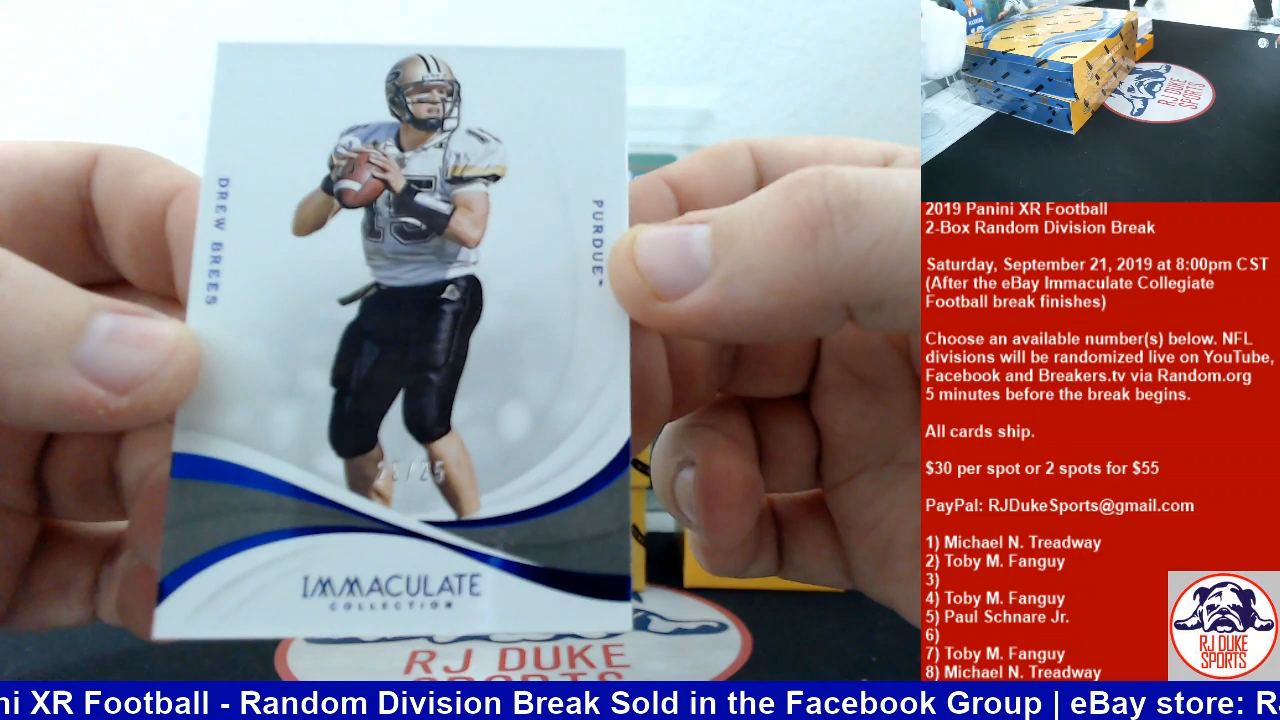 DREW BREES
PURDUE
15
IMMACULATE
COLLECTION
RJ DUKE
SPORTS
RJ DUKE
SPORTS
2019 Panini XR Football
2-Box Random Division Break
Saturday, September 21, 2019 at 8:00pm CST
(After the eBay Immaculate Collegiate
Football break finishes)
Choose an available number(s) below. NFL
divisions will be randomized live on YouTube,
Facebook and Breakers.tv via Random.org
5 minutes before the break begins.
All cards ship.
$30 per spot or 2 spots for $55
PayPal: RJDukeSports@gmail.com
1) Michael N. Treadway
2) Toby M. Fanguy
3)
4) Toby M. Fanguy
5) Paul Schnare Jr.
6)
7) Toby M. Fanguy
8) Michael N. Treadway
RJ DUKE
SPORTS
ni XR Football - Random Division Break Sold in the Facebook Group | eBay store: R